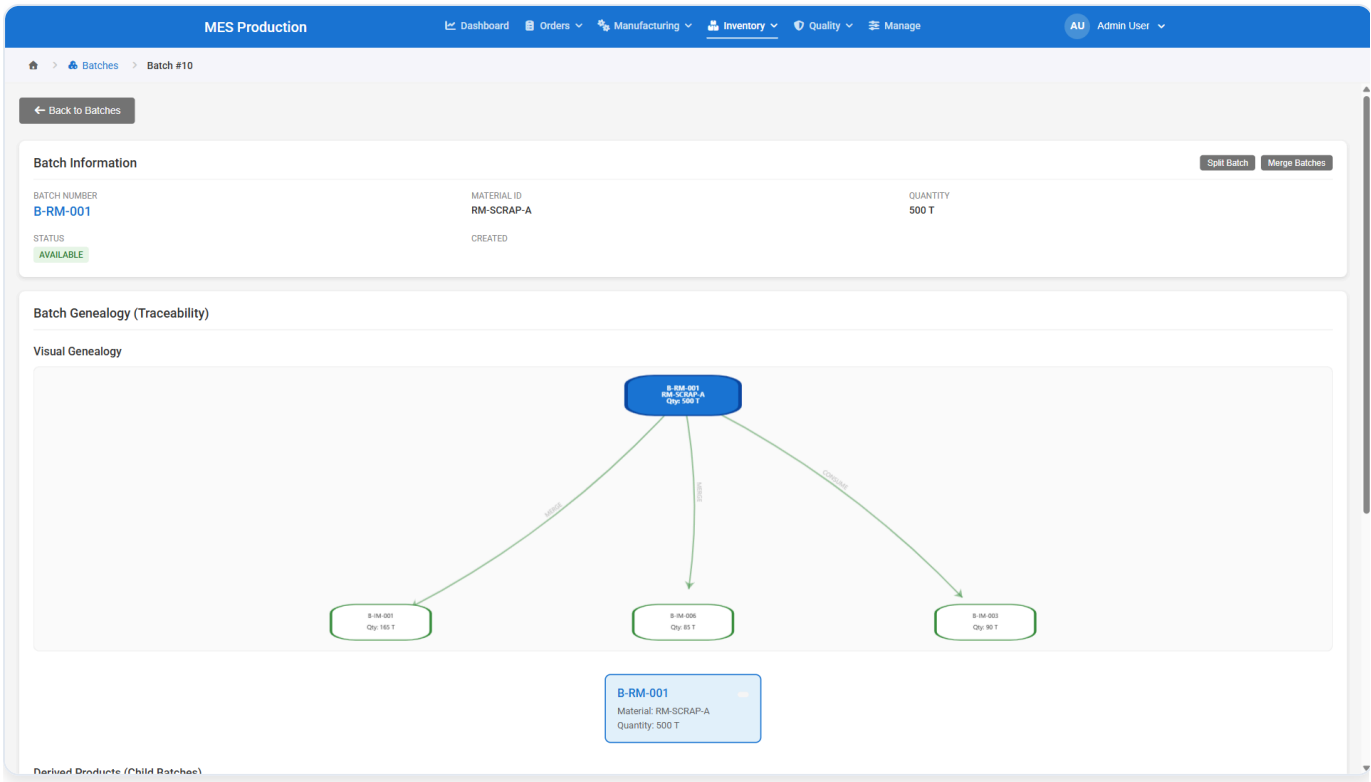 MES Production
Dashboard
Orders
Manufacturing
Inventory
Quality
Manage
AU
Admin User
Batches
Batch #10
Back to Batches
Batch Information
Split Batch
Merge Batches
BATCH NUMBER
B-RM-001
MATERIAL ID
RM-SCRAP-A
QUANTITY
500 T
STATUS
AVAILABLE
CREATED
Batch Genealogy (Traceability)
Visual Genealogy
B-RM-001
RM-SCRAP-A
Qty: 500 T
MERGE
MERGE
CONSUME
B-IM-001
Qty: 165 T
B-IM-006
Qty: 85 T
B-IM-003
Qty: 90 T
B-RM-001
Material: RM-SCRAP-A
Quantity: 500 T
Derived Products (Child Batches)